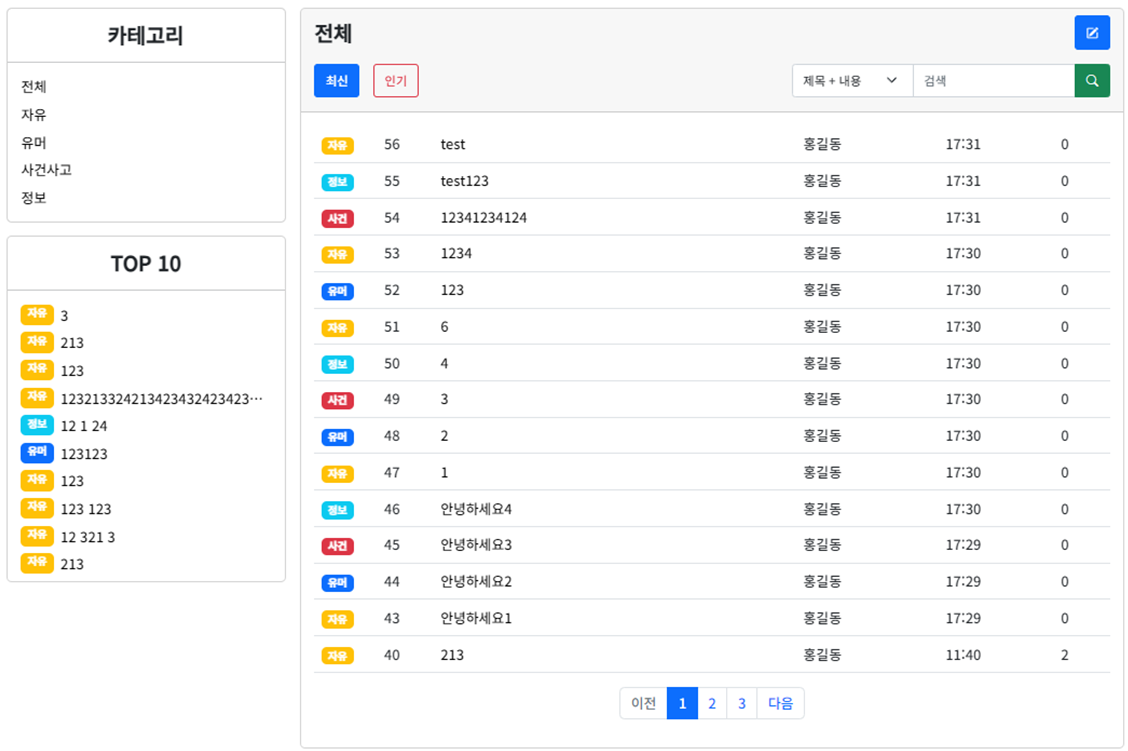 카테고리
전체
자유
유머
사건사고
정보
TOP 10
자유 3
자유 213
자유 123
자유 123213324213423432423423…
정보 12 1 24
유머 123123
자유 123
자유 123 123
자유 12 321 3
자유 213
전체
최신 인기 제목 + 내용 검색
자유 56 test 홍길동 17:31 0
정보 55 test123 홍길동 17:31 0
사건 54 12341234124 홍길동 17:31 0
자유 53 1234 홍길동 17:30 0
유머 52 123 홍길동 17:30 0
자유 51 6 홍길동 17:30 0
정보 50 4 홍길동 17:30 0
사건 49 3 홍길동 17:30 0
유머 48 2 홍길동 17:30 0
자유 47 1 홍길동 17:30 0
정보 46 안녕하세요4 홍길동 17:30 0
사건 45 안녕하세요3 홍길동 17:29 0
유머 44 안녕하세요2 홍길동 17:29 0
자유 43 안녕하세요1 홍길동 17:29 0
자유 40 213 홍길동 11:40 2
이전 1 2 3 다음